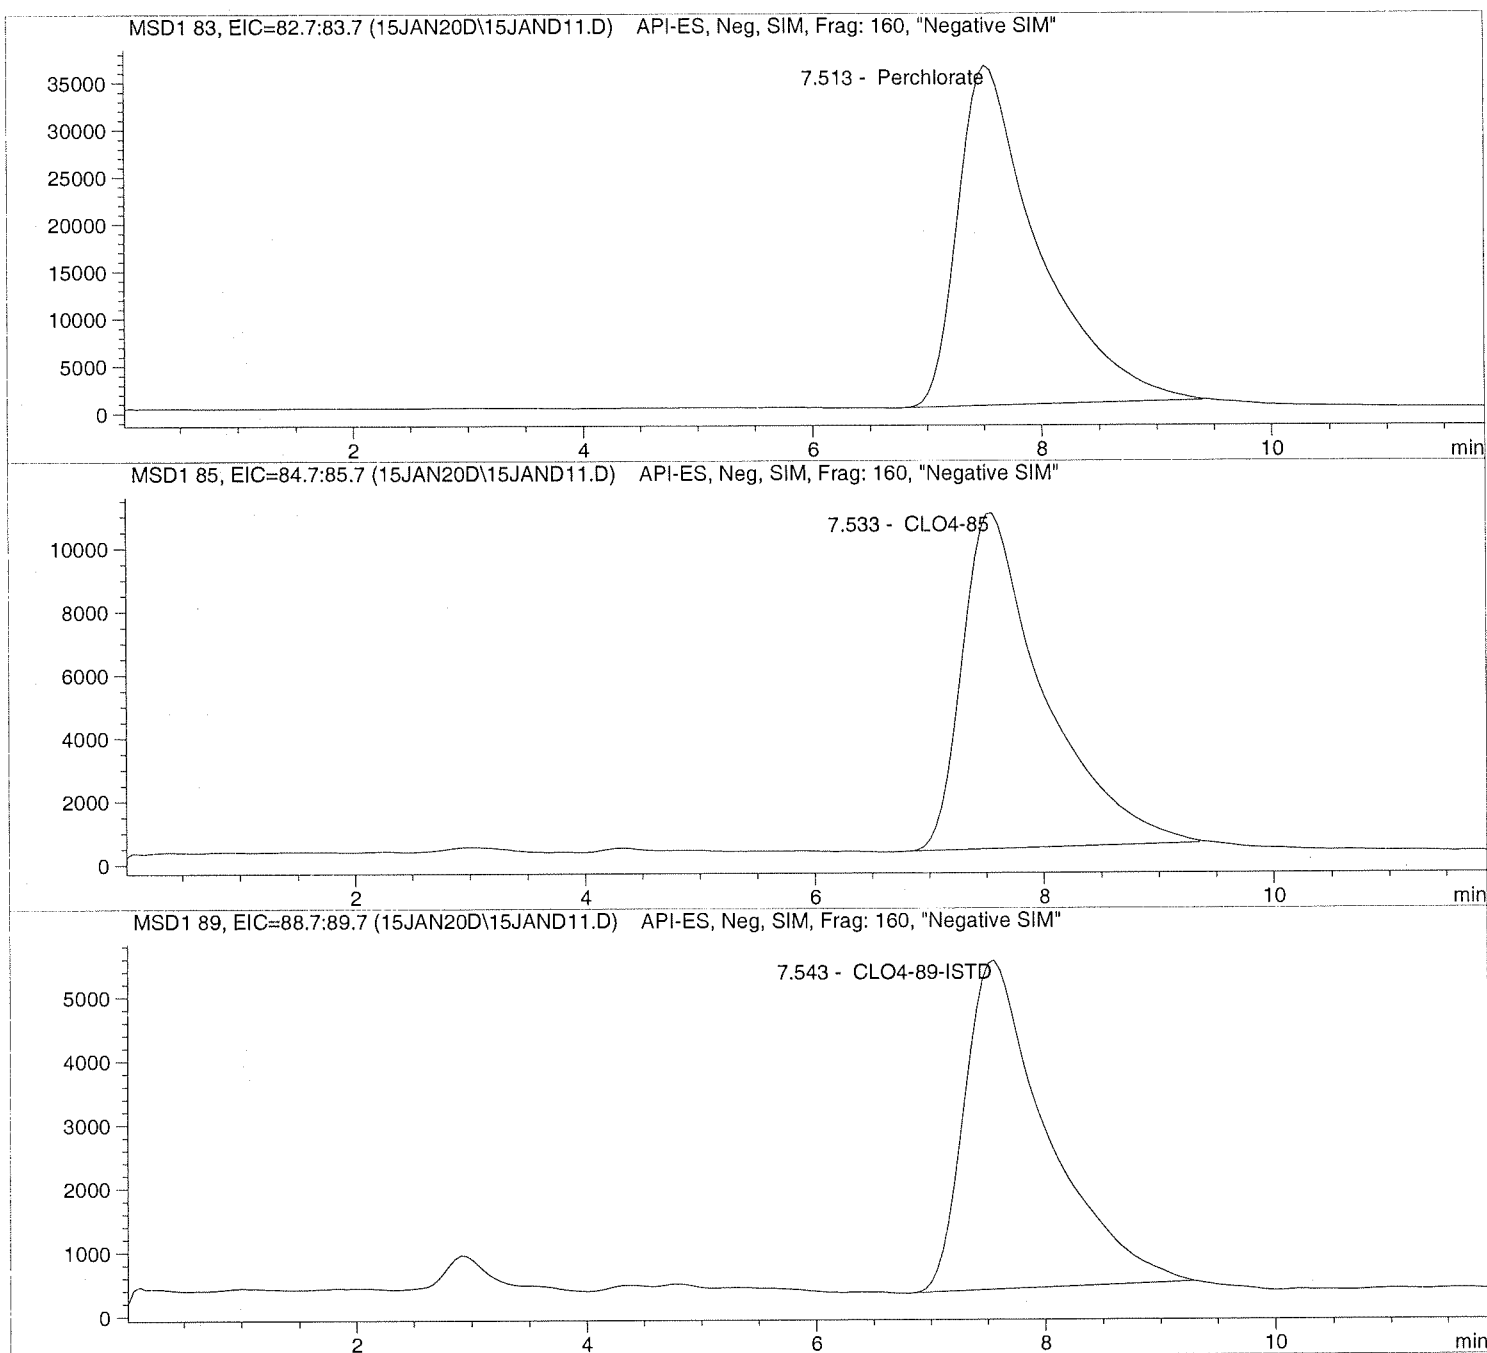 MSD1 83, EIC=82.7:83.7 (15JAN20D\15JAND11.D) API-ES, Neg, SIM, Frag: 160, "Negative SIM"
7.513 - Perchlorate
35000
30000
25000
20000
15000
10000
5000
0
2 4 6 8 10 min
MSD1 85, EIC=84.7:85.7 (15JAN20D\15JAND11.D) API-ES, Neg, SIM, Frag: 160, "Negative SIM"
7.533 - CLO4-85
10000
8000
6000
4000
2000
0
2 4 6 8 10 min
MSD1 89, EIC=88.7:89.7 (15JAN20D\15JAND11.D) API-ES, Neg, SIM, Frag: 160, "Negative SIM"
7.543 - CLO4-89-ISTD
5000
4000
3000
2000
1000
0
2 4 6 8 10 min